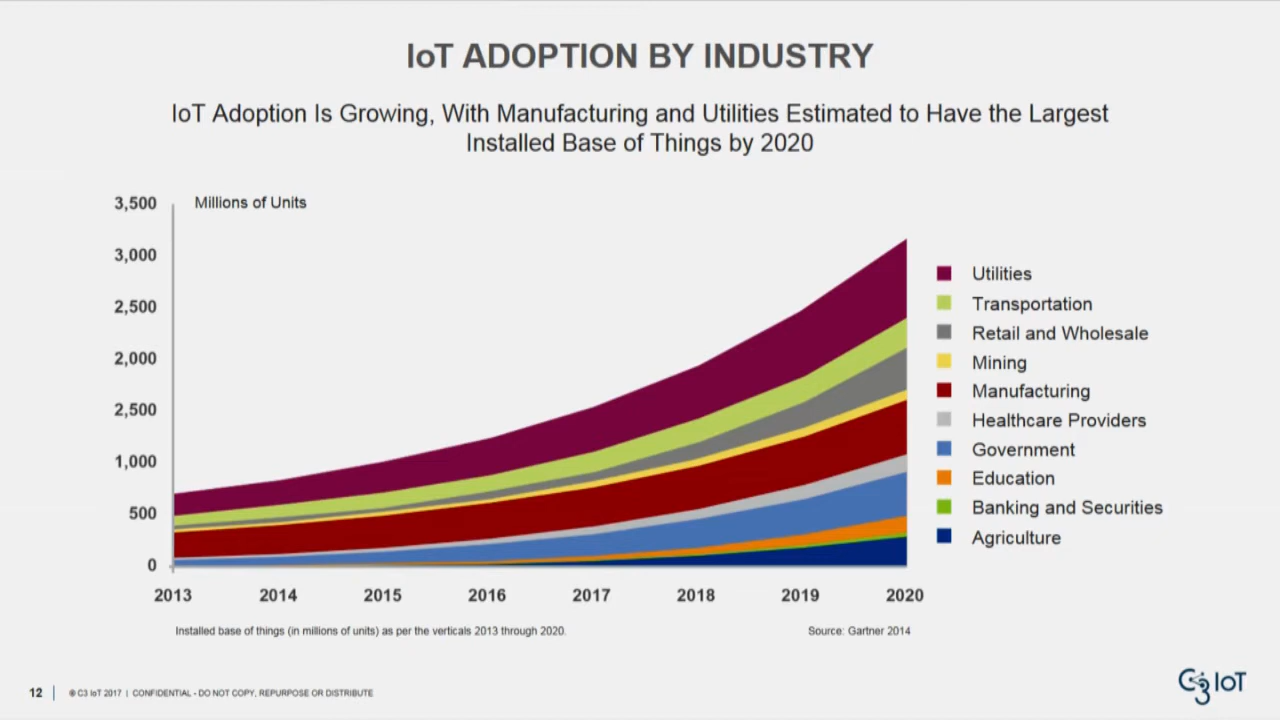 IoT ADOPTION BY INDUSTRY
IoT Adoption Is Growing, With Manufacturing and Utilities Estimated to Have the Largest
Installed Base of Things by 2020
Millions of Units
3,500
3,000
2,500
2,000
2,500
1,000
500
0
2013 2014 2015 2016 2017 2018 2019 2020
Utilities
Transportation
Retail and Wholesale
Mining
Manufacturing
Healthcare Providers
Government
Education
Banking and Securities
Agriculture
Installed base of things (in millions of units) as per the verticals 2013 through 2020.
Source: Gartner 2014
12 | ® C3 IoT 2017 | CONFIDENTIAL - DO NOT COPY, REPURPOSE OR DISTRIBUTE
C3 IoT